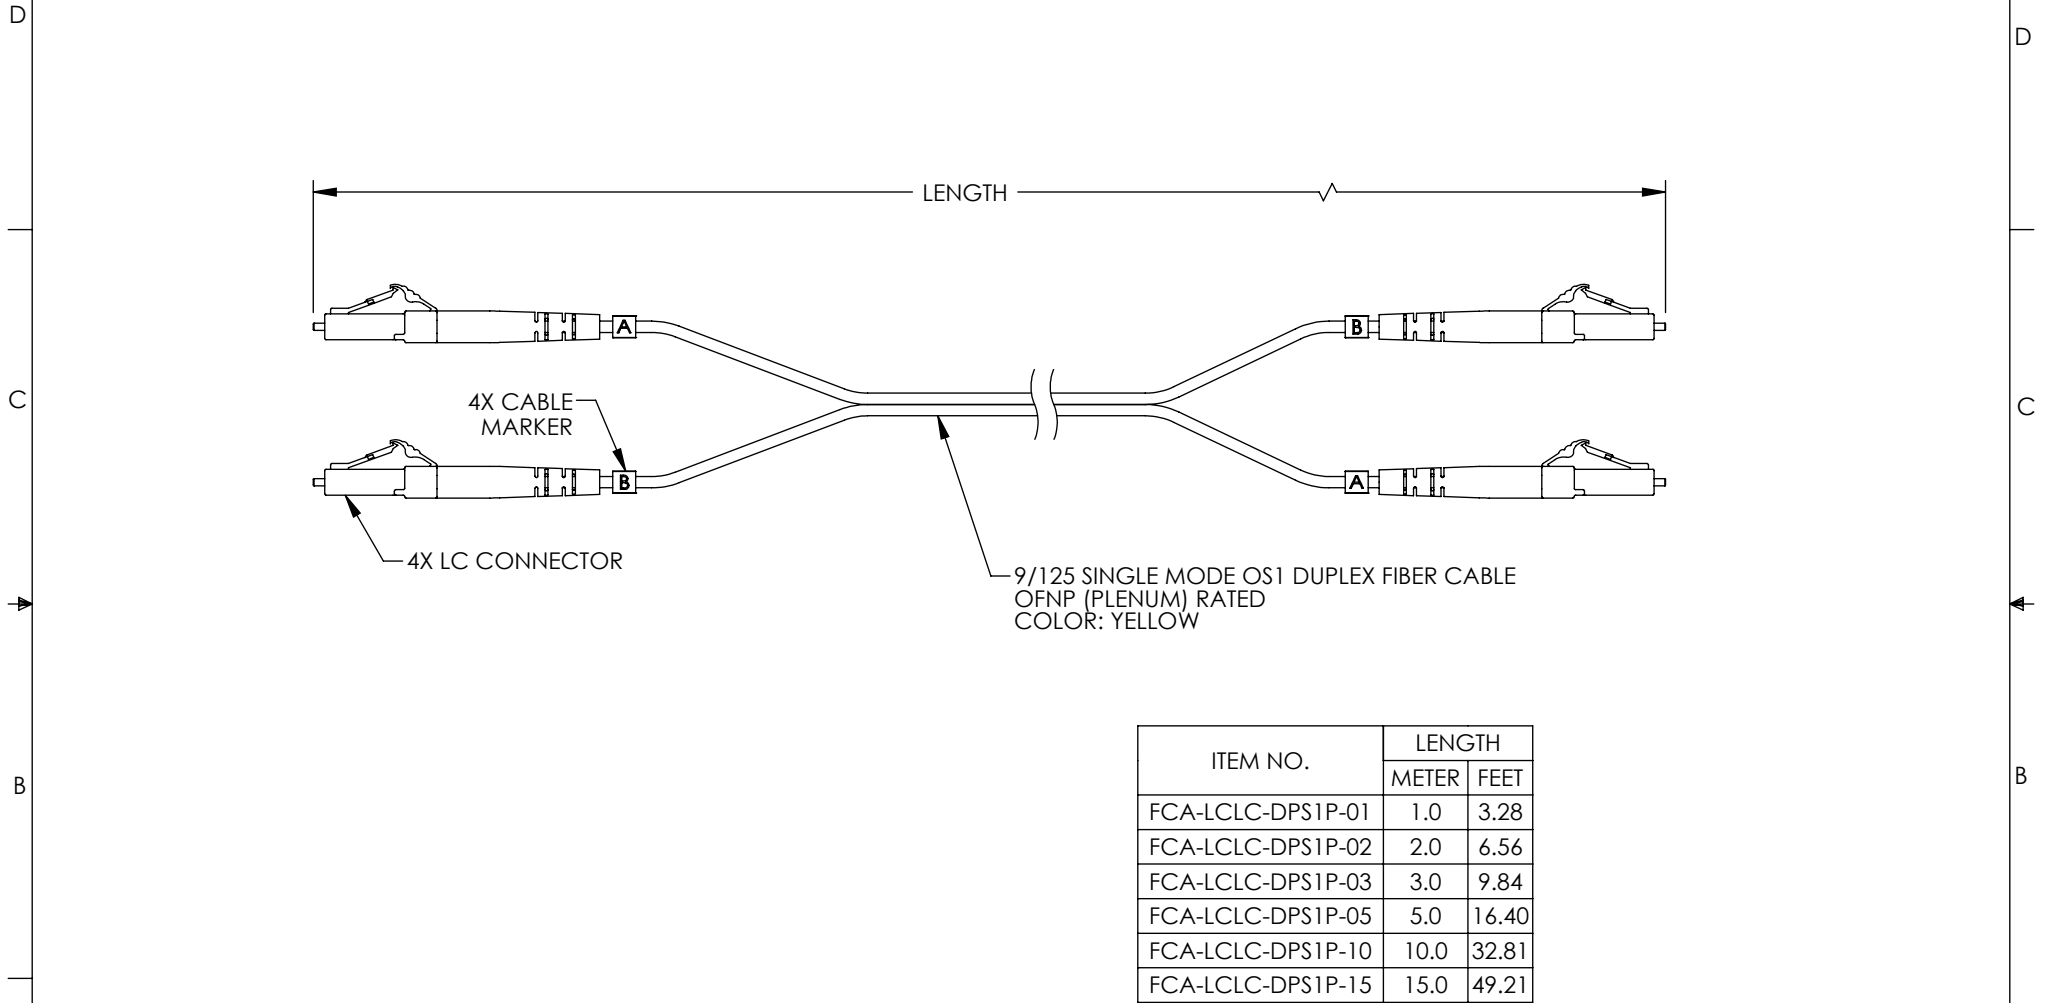 D
D
LENGTH
A
B
4X CABLE
MARKER
C
C
B
A
4X LC CONNECTOR
9/125 SINGLE MODE OS1 DUPLEX FIBER CABLE
OFNP (PLENUM) RATED
COLOR: YELLOW
ITEM NO. LENGTH
METER FEET
B
B
FCA-LCLC-DPS1P-01 1.0 3.28
FCA-LCLC-DPS1P-02 2.0 6.56
FCA-LCLC-DPS1P-03 3.0 9.84
FCA-LCLC-DPS1P-05 5.0 16.40
FCA-LCLC-DPS1P-10 10.0 32.81
FCA-LCLC-DPS1P-15 15.0 49.21